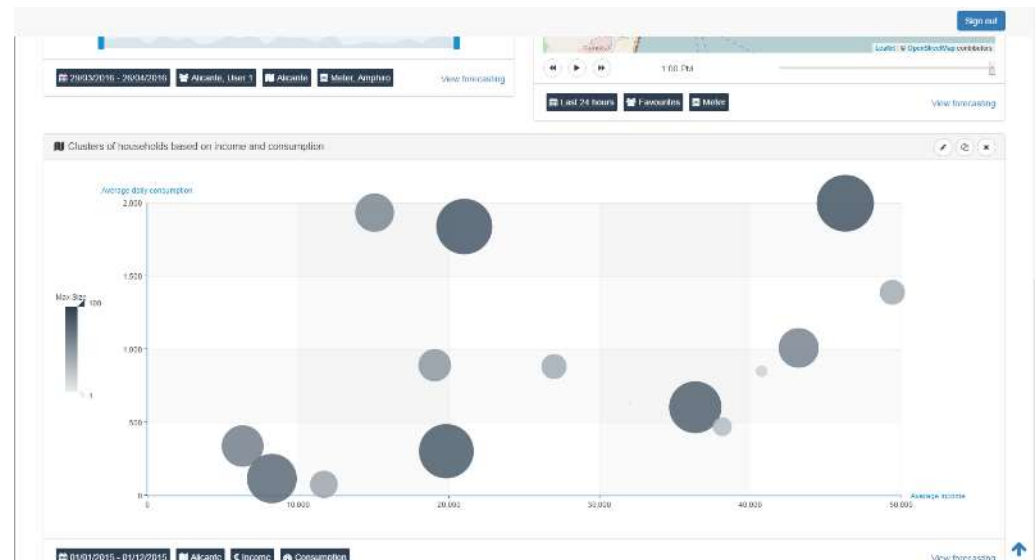 Sign out
Leaflet | © OpenStreetMap contributors
1:00 PM
29/03/2016 - 26/04/2016 Alicante, User 1 Alicante Meter, Amphiro View forecasting
Last 24 hours Favourites Meter View forecasting
Clusters of households based on income and consumption
Average daily consumption
2,000
1,500
Max Size
100
1,000
1
500
0
0 10,000 20,000 30,000 40,000 50,000
Average income
01/01/2015 - 01/12/2015 Alicante Income Consumption View forecasting